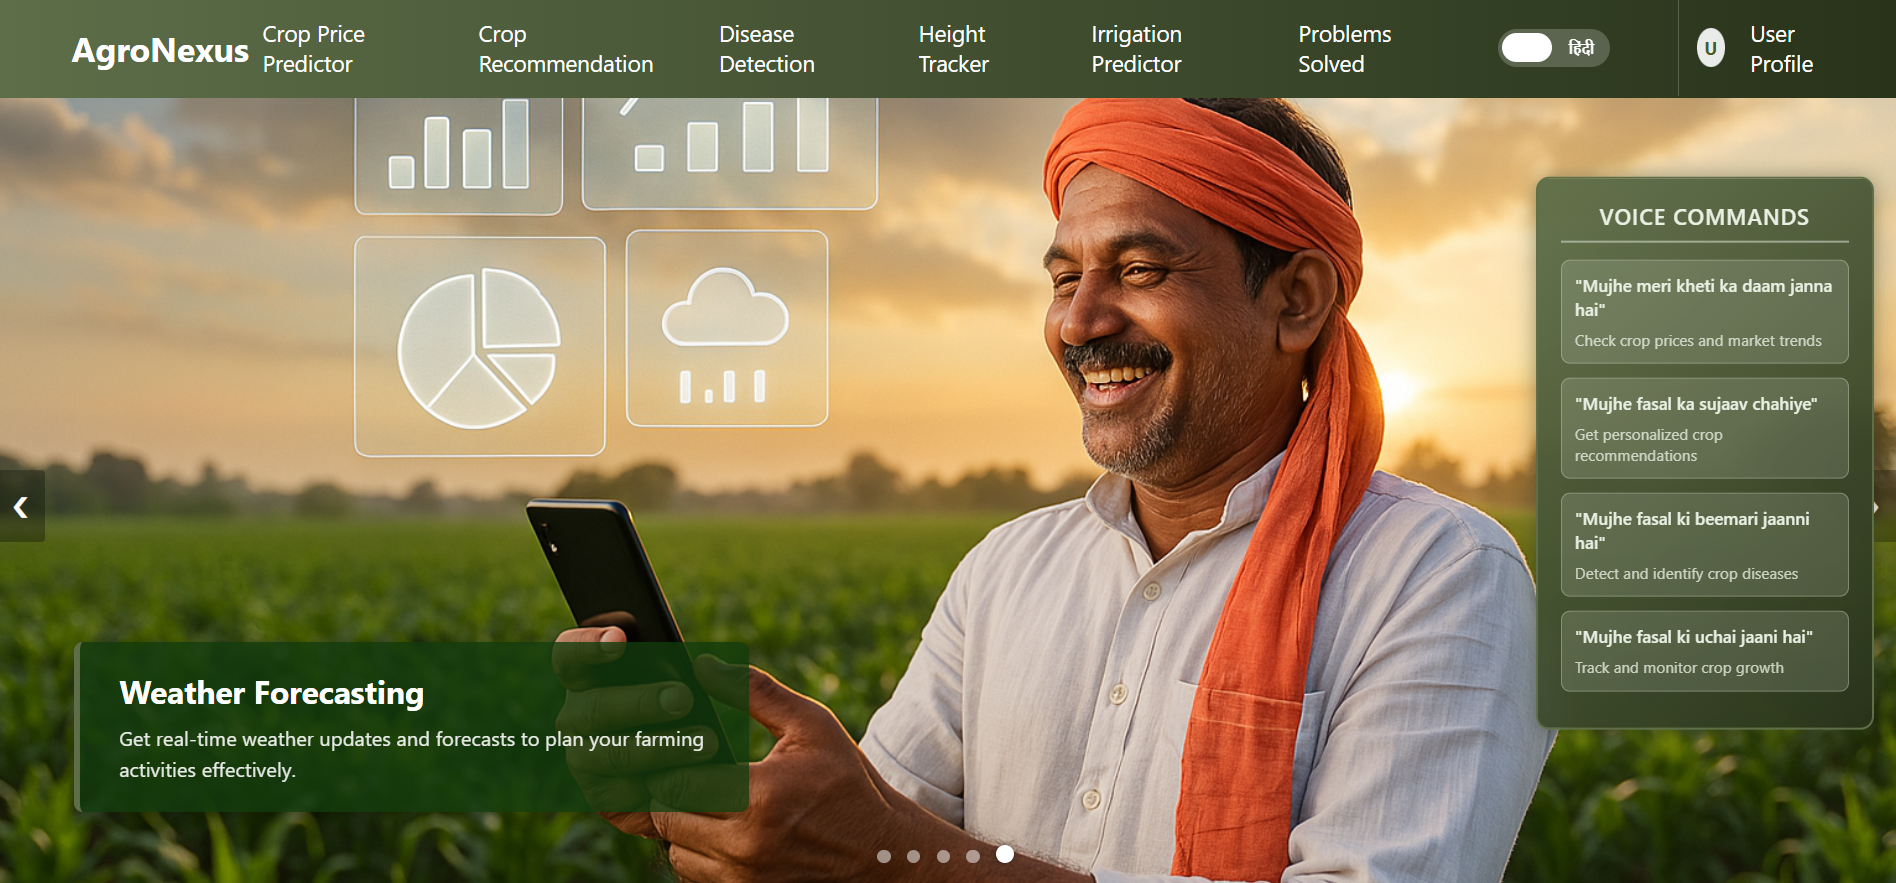 AgroNexus
Crop Price
Predictor
Crop
Recommendation
Disease
Detection
Height
Tracker
Irrigation
Predictor
Problems
Solved
हिंदी
U
User
Profile
VOICE COMMANDS
"Mujhe meri kheti ka daam janna
hai"
Check crop prices and market trends
"Mujhe fasal ka sujaav chahiye"
Get personalized crop
recommendations
"Mujhe fasal ki beemari jaanni
hai"
Detect and identify crop diseases
"Mujhe fasal ki uchai jaani hai"
Track and monitor crop growth
Weather Forecasting
Get real-time weather updates and forecasts to plan your farming
activities effectively.